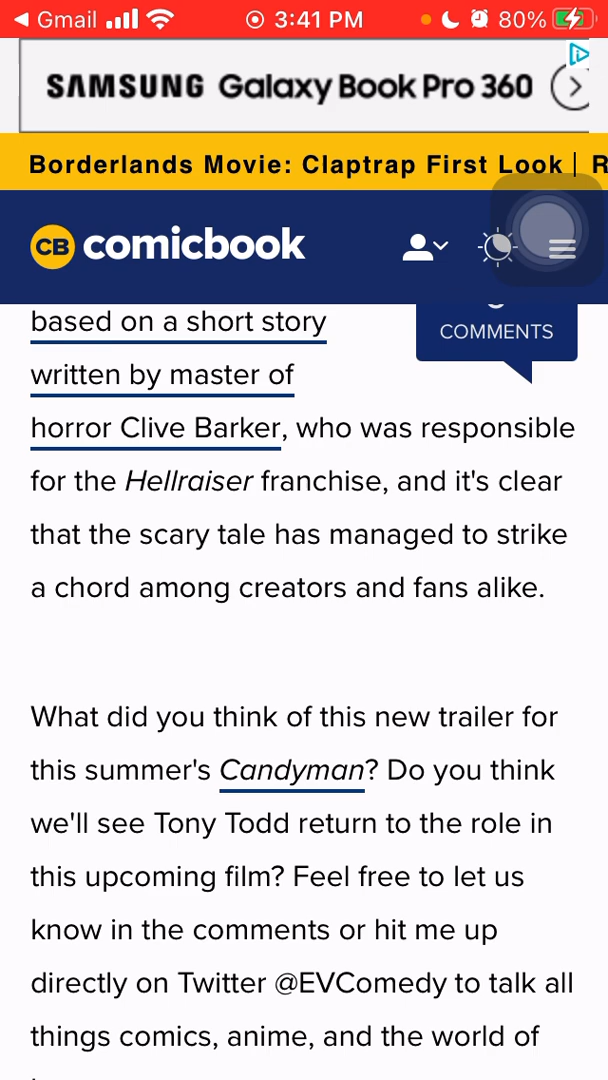 Gmail 3:41 PM 80%
SAMSUNG Galaxy Book Pro 360
Borderlands Movie: Claptrap First Look | R
CB comicbook
based on a short story
COMMENTS
written by master of
horror Clive Barker, who was responsible
for the Hellraiser franchise, and it's clear
that the scary tale has managed to strike
a chord among creators and fans alike.
What did you think of this new trailer for
this summer's Candyman? Do you think
we'll see Tony Todd return to the role in
this upcoming film? Feel free to let us
know in the comments or hit me up
directly on Twitter @EVComedy to talk all
things comics, anime, and the world of